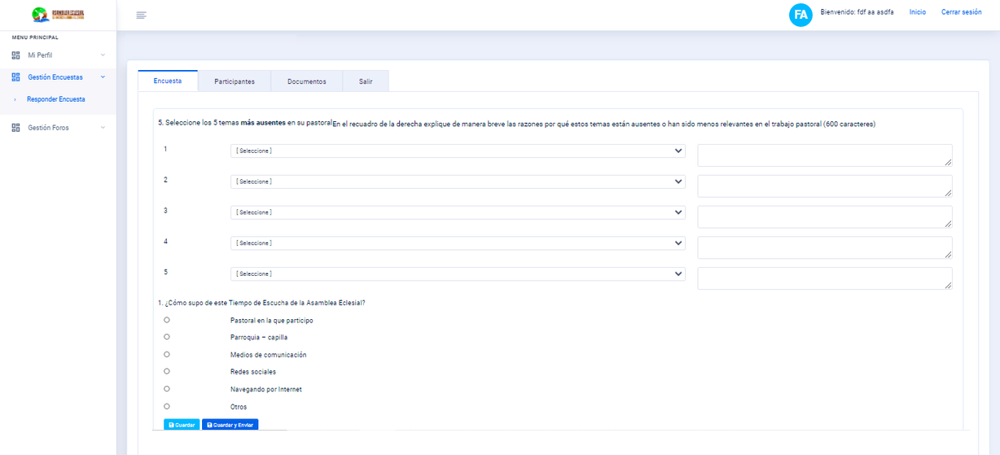 ASAMBLEA ECLESIAL
FA
Bienvenido: fdf aa asdfa
Inicio
Cerrar sesión
MENU PRINCIPAL
Mi Perfil
Gestión Encuestas
Responder Encuesta
Gestión Foros
Encuesta
Participantes
Documentos
Salir
5. Seleccione los 5 temas más ausentes en su pastoral En el recuadro de la derecha explique de manera breve las razones por qué estos temas están ausentes o han sido menos relevantes en el trabajo pastoral (600 caracteres)
1 [ Seleccione ]
2 [ Seleccione ]
3 [ Seleccione ]
4 [ Seleccione ]
5 [ Seleccione ]
1. ¿Cómo supo de este Tiempo de Escucha de la Asamblea Eclesial?
Pastoral en la que participo
Parroquia – capilla
Medios de comunicación
Redes sociales
Navegando por Internet
Otros
Guardar
Guardar y Enviar